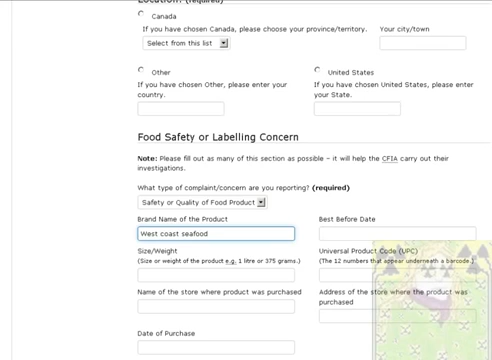 Location: (required)
Canada
If you have chosen Canada, please choose your province/territory.
Your city/town
Select from this list
Other
United States
If you have chosen Other, please enter your country.
If you have chosen United States, please enter your State.
Food Safety or Labelling Concern
Note: Please fill out as many of this section as possible - it will help the CFIA carry out their
investigations.
What type of complaint/concern are you reporting? (required)
Safety or Quality of Food Product
Brand Name of the Product
Best Before Date
West coast seafood
Size/Weight
Universal Product Code (UPC)
(Size or weight of the product e.g. 1 litre or 375 grams.)
(The 12 numbers that appear underneath a barcode.)
Name of the store where product was purchased
Address of the store where the product was
purchased
Date of Purchase